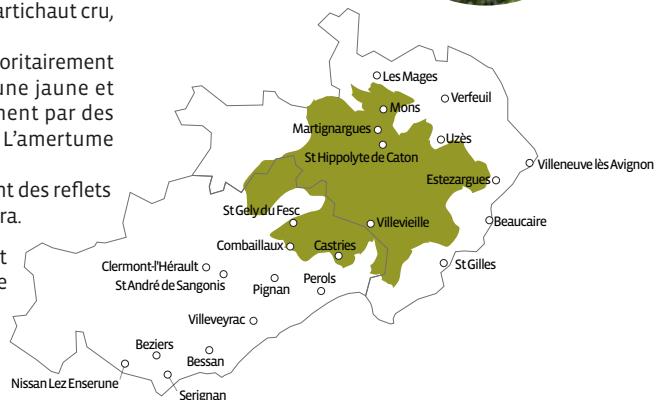 artichaut cru,
oritairement
une jaune et
ment par des
L'amertume
nt des reflets
ra.
t
e
Les Mages
Verfeuil
Mons
Martignargues
Uzès
St Hippolyte de Caton
Villeneuve lès Avignon
Estezargues
St Gely du Fesc
Villevieille
Beaucaire
Combaillaux
Castries
Clermont-l'Hérault
St Gilles
St André de Sangonis
Pignan
Perols
Villeveyrac
Beziers
Bessan
Nissan Lez Enserune
Serignan